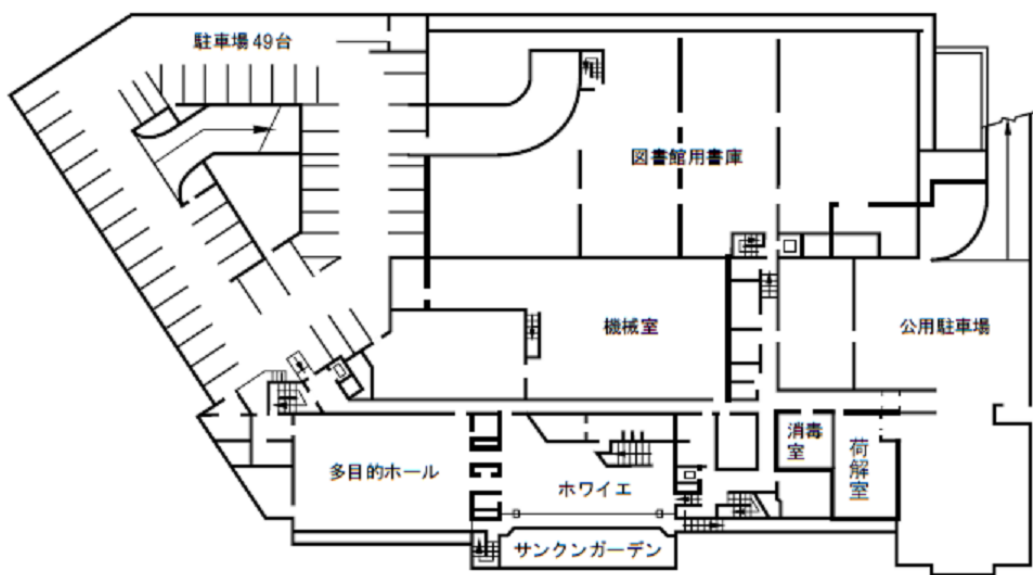 駐車場49台
図書館用書庫
機械室
公用駐車場
消毒
室
荷解室
多目的ホール
ホワイエ
サンクンガーデン